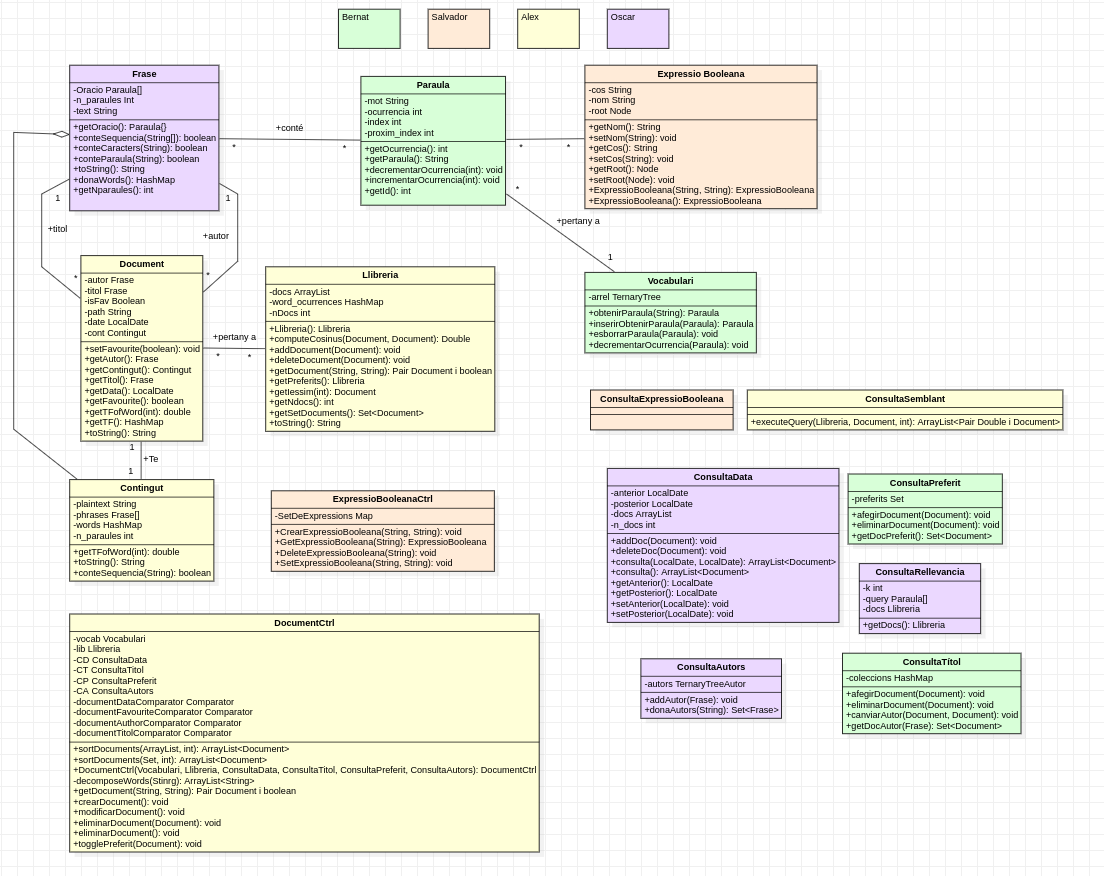 Bernat
Salvador
Alex
Oscar
Frase
-Oracio Paraula[]
-n_paraules Int
-text String
+getOracio(): Paraula{}
+conteSequencia(String[]): boolean
+conteCaracters(String): boolean
+conteParaula(String): boolean
+toString(): String
+donaWords(): HashMap
+getNparaules(): int
+conté
*
*
Paraula
-mot String
-ocurrencia int
-index int
-proxim_index int
+getOcurrencia(): int
+getParaula(): String
+decrementarOcurrencia(int): void
+incrementarOcurrencia(int): void
+getId(): int
*
*
Expressio Booleana
-cos String
-nom String
-root Node
+getNom(): String
+setNom(String): void
+getCos(): String
+setCos(String): void
+getRoot(): Node
+setRoot(Node): void
+ExpressioBooleana(String, String): ExpressioBooleana
+ExpressioBooleana(): ExpressioBooleana
*
+pertany a
1
1
+titol
*
1
+autor
*
Document
-autor Frase
-titol Frase
-isFav Boolean
-path String
-date LocalDate
-cont Contingut
+setFavourite(boolean): void
+getAutor(): Frase
+getContingut(): Contingut
+getTitol(): Frase
+getData(): LocalDate
+getFavourite(): boolean
+getTFofWord(int): double
+getTF(): HashMap
+toString(): String
+pertany a
*
*
Llibreria
-docs ArrayList
-word_ocurrences HashMap
-nDocs int
+Llibreria(): Llibreria
+computeCosinus(Document, Document): Double
+addDocument(Document): void
+deleteDocument(Document): void
+getDocument(String, String): Pair Document i boolean
+getPreferits(): Llibreria
+getIessim(int): Document
+getNdocs(): int
+getSetDocuments(): Set<Document>
+toString(): String
Vocabulari
-arrel TernaryTree
+obtenirParaula(String): Paraula
+inserirObtenirParaula(Paraula): Paraula
+esborrarParaula(Paraula): void
+decrementarOcurrencia(Paraula): void
ConsultaExpressioBooleana
ConsultaSemblant
+executeQuery(Llibreria, Document, int): ArrayList<Pair Double i Document>
1
+Te
1
Contingut
-plaintext String
-phrases Frase[]
-words HashMap
-n_paraules int
+getTFofWord(int): double
+toString(): String
+conteSequencia(String): boolean
ExpressioBooleanaCtrl
-SetDeExpressions Map
+CrearExpressioBooleana(String, String): void
+GetExpressioBooleana(String): ExpressioBooleana
+DeleteExpressioBooleana(String): void
+SetExpressioBooleana(String, String): void
ConsultaData
-anterior LocalDate
-posterior LocalDate
-docs ArrayList
-n_docs int
+addDoc(Document): void
+deleteDoc(Document): void
+consulta(LocalDate, LocalDate): ArrayList<Document>
+consulta(): ArrayList<Document>
+getAnterior(): LocalDate
+getPosterior(): LocalDate
+setAnterior(LocalDate): void
+setPosterior(LocalDate): void
ConsultaPreferit
-preferits Set
+afegirDocument(Document): void
+eliminarDocument(Document): void
+getDocPreferit(): Set<Document>
ConsultaRellevancia
-k int
-query Paraula[]
-docs Llibreria
+getDocs(): Llibreria
DocumentCtrl
-vocab Vocabulari
-lib Llibreria
-CD ConsultaData
-CT ConsultaTitol
-CP ConsultaPreferit
-CA ConsultaAutors
-documentDataComparator Comparator
-documentFavouriteComparator Comparator
-documentAuthorComparator Comparator
-documentTitolComparator Comparator
+sortDocuments(ArrayList, int): ArrayList<Document>
+sortDocuments(Set, int): ArrayList<Document>
+DocumentCtrl(Vocabulari, Llibreria, ConsultaData, ConsultaTitol, ConsultaPreferit, ConsultaAutors): DocumentCtrl
-decomposeWords(Stinrg): ArrayList<String>
+getDocument(String, String): Pair Document i boolean
+crearDocument(): void
+modificarDocument(): void
+eliminarDocument(Document): void
+eliminarDocument(): void
+togglePreferit(Document): void
ConsultaAutors
-autors TernaryTreeAutor
+addAutor(Frase): void
+donaAutors(String): Set<Frase>
ConsultaTítol
-coleccions HashMap
+afegirDocument(Document): void
+eliminarDocument(Document): void
+canviarAutor(Document, Document): void
+getDocAutor(Frase): Set<Document>